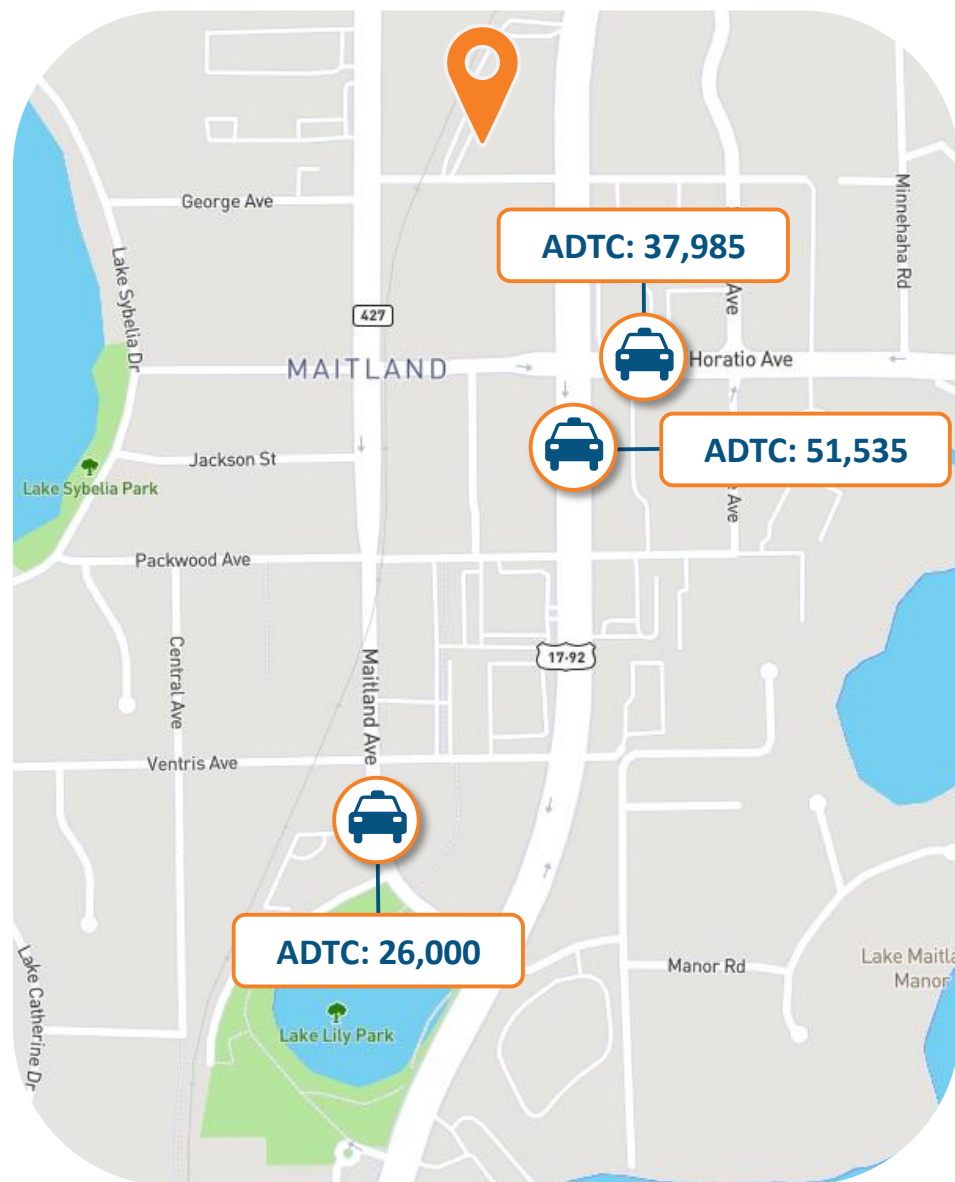 George Ave
Minnehaha Rd
ADTC: 37,985
Ave
Lake Sybelia Dr
427
MAITLAND
Horatio Ave
ADTC: 51,535
Jackson St
Lake Sybelia Park
Ave
Packwood Ave
17-92
Central Ave
Maitland Ave
Ventris Ave
ADTC: 26,000
Manor Rd
Lake Catherine Dr
Manor
Lake Lily Park